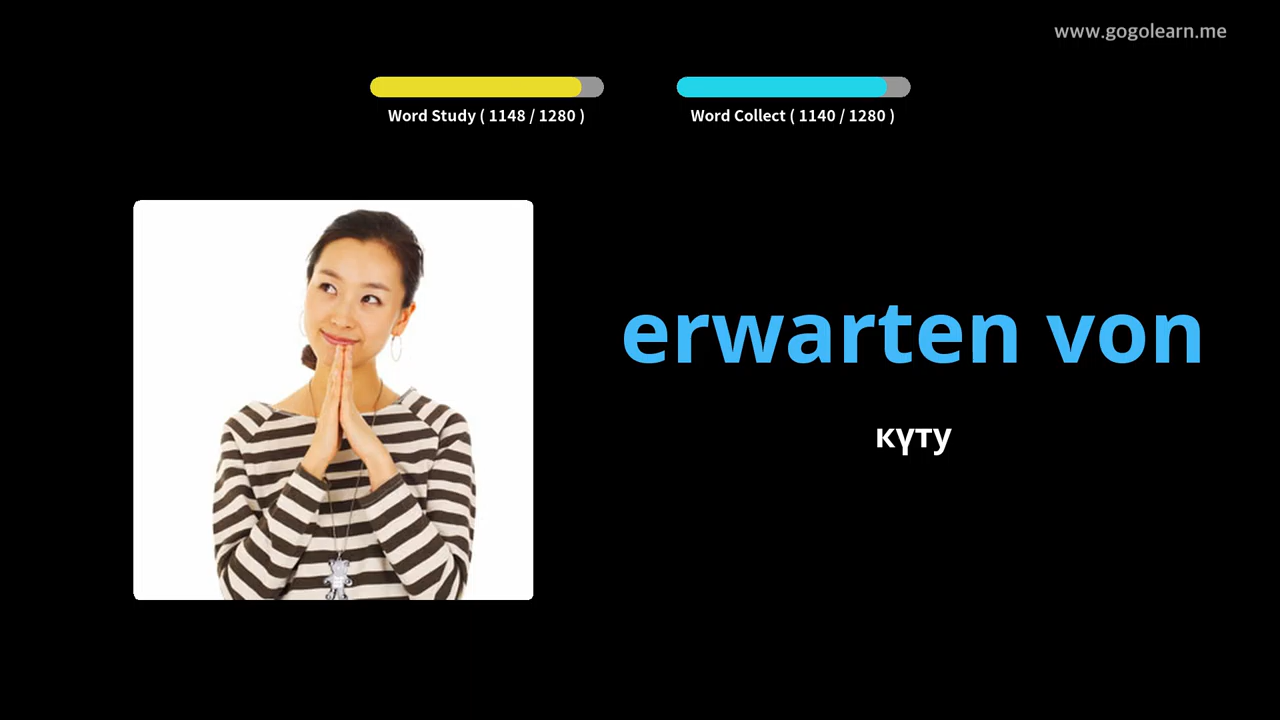 www.gogolearn.me
Word Study ( 1148 / 1280 )
Word Collect ( 1140 / 1280 )
erwarten von
күту